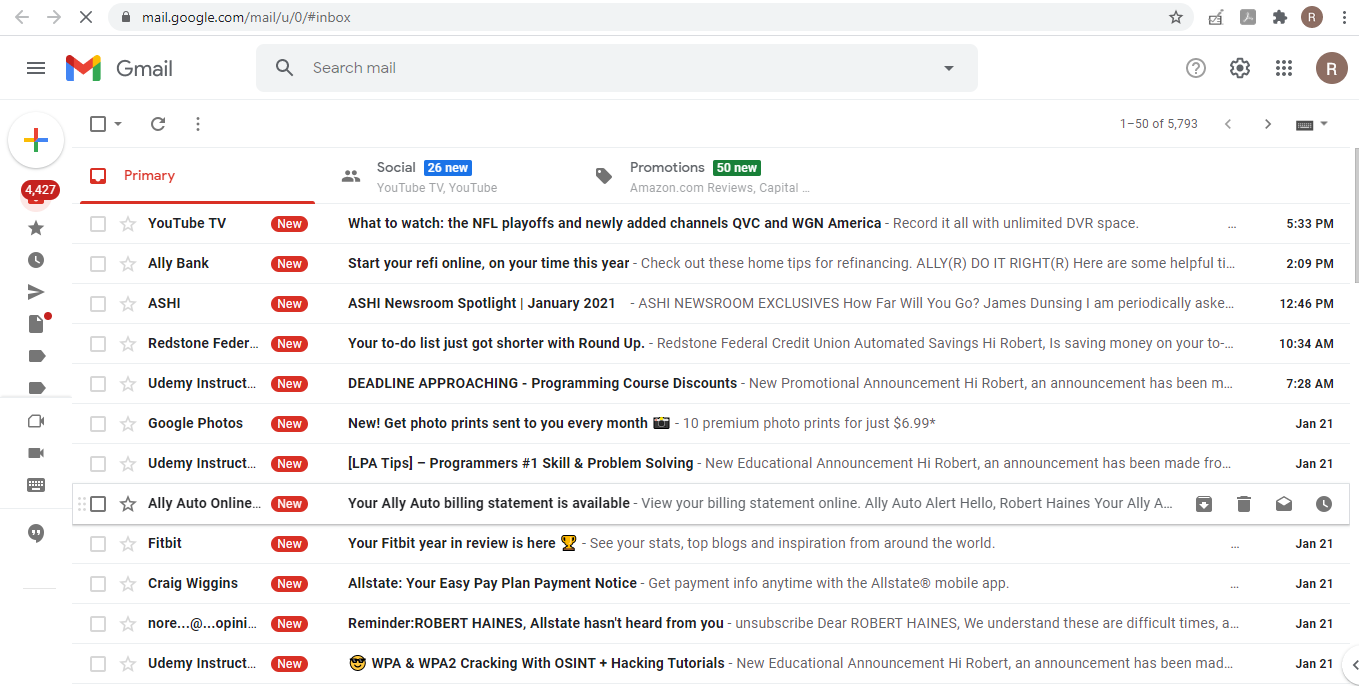 mail.google.com/mail/u/0/#inbox
R
Gmail
Search mail
R
1–50 of 5,793
Primary
Social 26 new
YouTube TV, YouTube
Promotions 50 new
Amazon.com Reviews, Capital ...
4,427
YouTube TV New What to watch: the NFL playoffs and newly added channels QVC and WGN America - Record it all with unlimited DVR space. ... 5:33 PM
Ally Bank New Start your refi online, on your time this year - Check out these home tips for refinancing. ALLY(R) DO IT RIGHT(R) Here are some helpful ti... 2:09 PM
ASHI New ASHI Newsroom Spotlight | January 2021 - ASHI NEWSROOM EXCLUSIVES How Far Will You Go? James Dunsing I am periodically aske... 12:46 PM
Redstone Feder... New Your to-do list just got shorter with Round Up. - Redstone Federal Credit Union Automated Savings Hi Robert, Is saving money on your to-... 10:34 AM
Udemy Instruct... New DEADLINE APPROACHING - Programming Course Discounts - New Promotional Announcement Hi Robert, an announcement has been m... 7:28 AM
Google Photos New New! Get photo prints sent to you every month 📸 - 10 premium photo prints for just $6.99* Jan 21
Udemy Instruct... New [LPA Tips] – Programmers #1 Skill & Problem Solving - New Educational Announcement Hi Robert, an announcement has been made fro... Jan 21
Ally Auto Online... New Your Ally Auto billing statement is available - View your billing statement online. Ally Auto Alert Hello, Robert Haines Your Ally A...
Fitbit New Your Fitbit year in review is here 🏆 - See your stats, top blogs and inspiration from around the world. ... Jan 21
Craig Wiggins New Allstate: Your Easy Pay Plan Payment Notice - Get payment info anytime with the Allstate® mobile app. ... Jan 21
nore...@...opini... New Reminder:ROBERT HAINES, Allstate hasn't heard from you - unsubscribe Dear ROBERT HAINES, We understand these are difficult times, a... Jan 21
Udemy Instruct... New 😎 WPA & WPA2 Cracking With OSINT + Hacking Tutorials - New Educational Announcement Hi Robert, an announcement has been mad... Jan 21